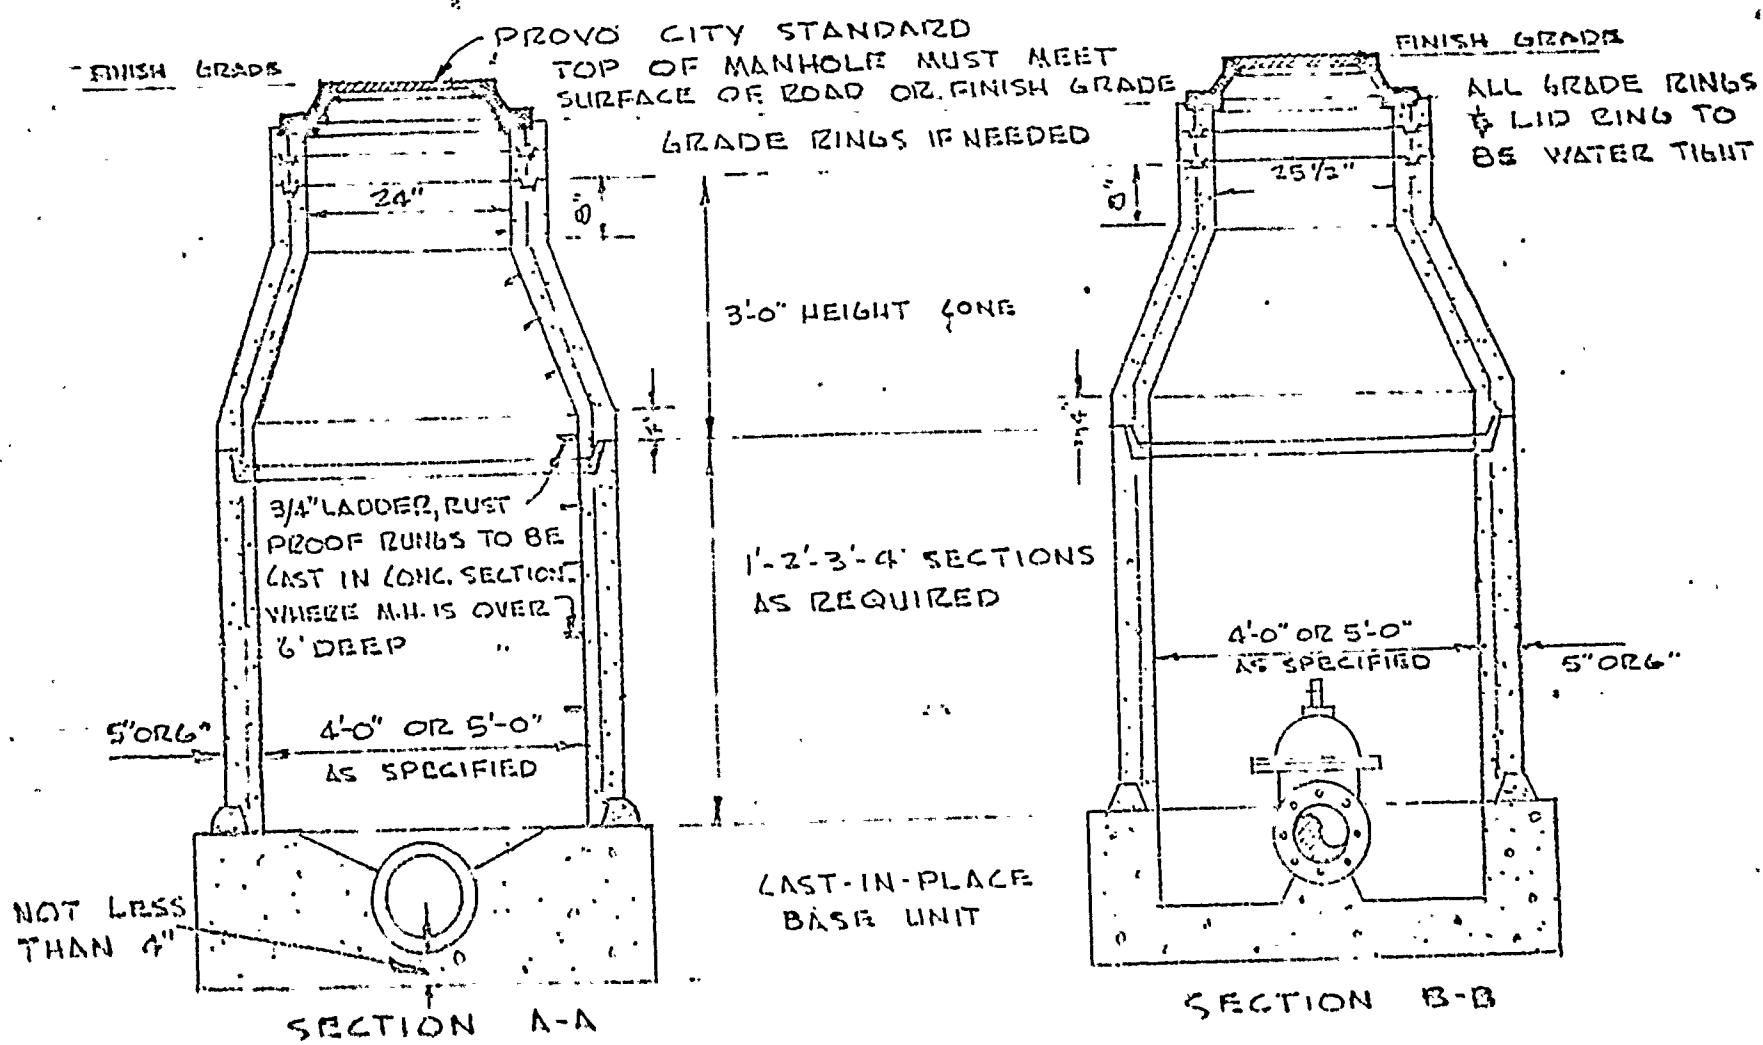 PROVO CITY STANDARD
TOP OF MANHOLE MUST MEET
SURFACE OF ROAD OR FINISH GRADE
FINISH GRADE
GRADE RINGS IF NEEDED
FINISH GRADE
ALL GRADE RINGS
& LID RING TO
BE WATER TIGHT
24"
8"
8"
25 1/2"
3'-0" HEIGHT CONE
3/4" LADDER, RUST
PROOF RUNGS TO BE
CAST IN CONC. SECTION
WHERE M.H. IS OVER
6' DEEP
1'-2'-3'-4' SECTIONS
AS REQUIRED
5" OR 6"
4'-0" OR 5'-0"
AS SPECIFIED
4'-0" OR 5'-0"
AS SPECIFIED
5" OR 6"
NOT LESS
THAN 4"
CAST-IN-PLACE
BASE UNIT
SECTION A-A
SECTION B-B